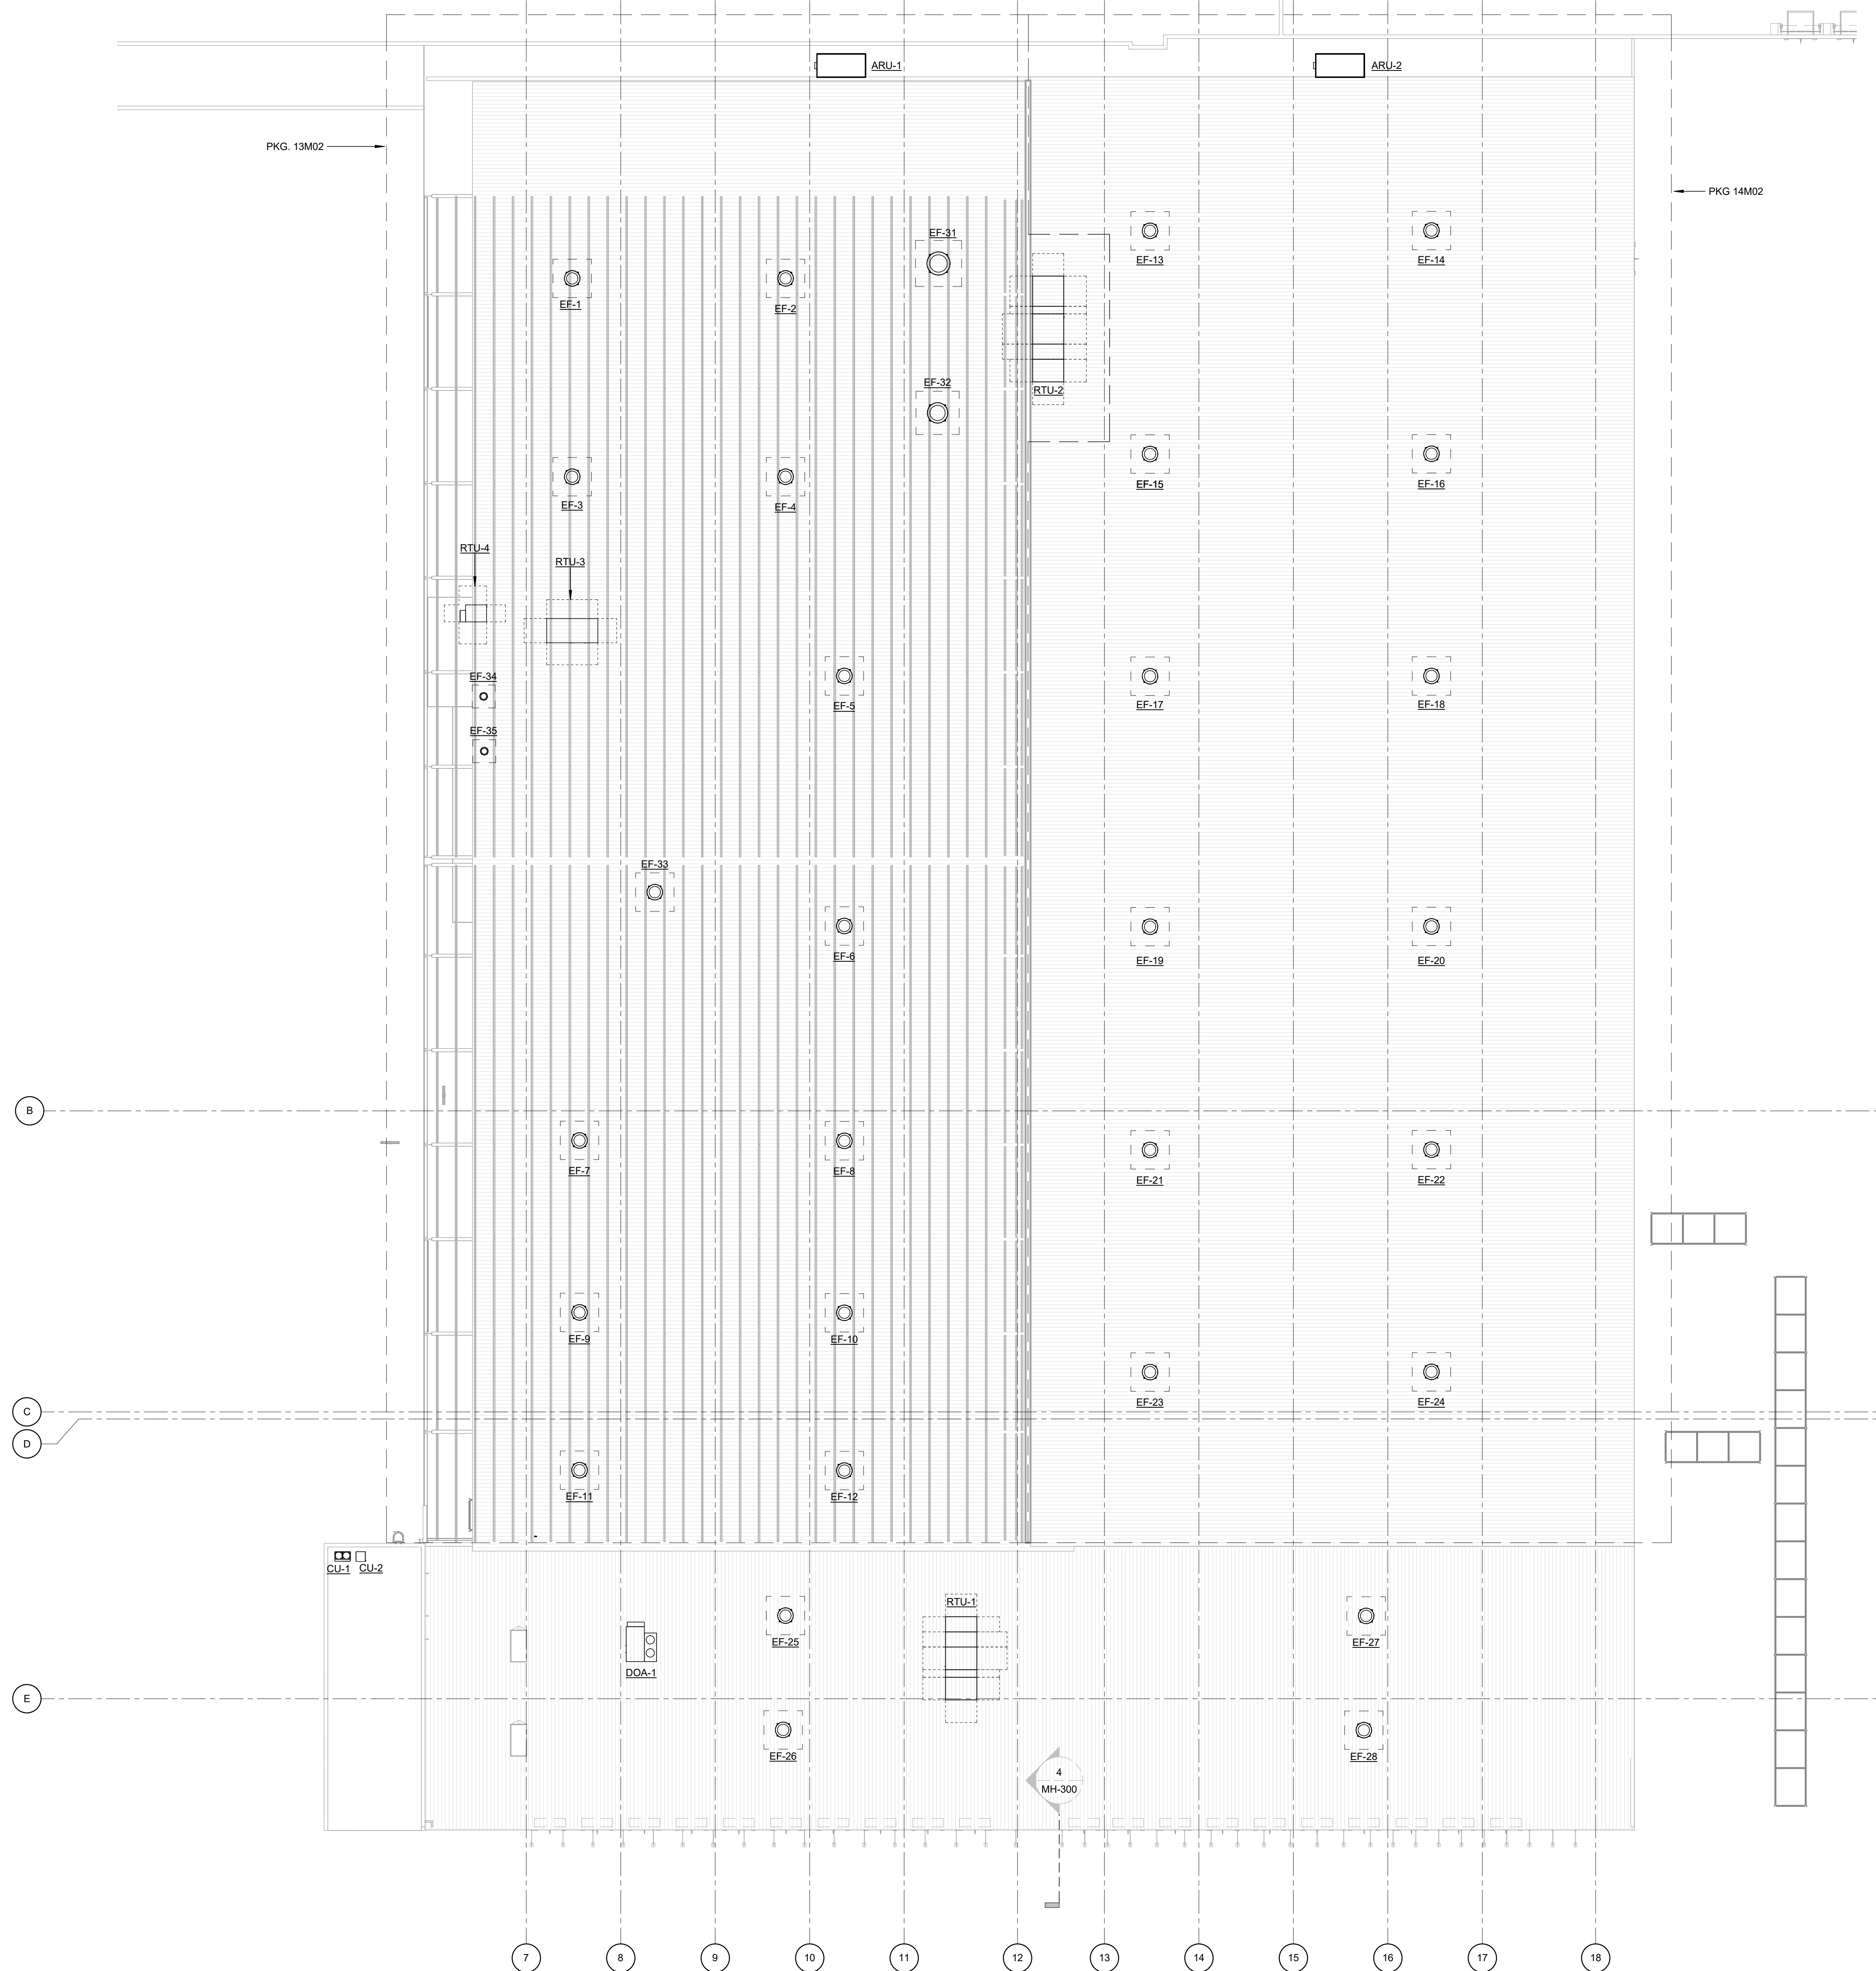 ARU-1
ARU-2
PKG. 13M02
PKG 14M02
EF-31
EF-13
EF-14
EF-1
EF-2
EF-32
RTU-2
EF-3
EF-4
EF-15
EF-16
RTU-4
RTU-3
EF-34
EF-5
EF-17
EF-18
EF-35
EF-33
EF-6
EF-19
EF-20
B
EF-7
EF-8
EF-21
EF-22
EF-9
EF-10
EF-23
EF-24
C
D
EF-11
EF-12
CU-1
CU-2
RTU-1
EF-25
EF-27
DOA-1
E
EF-26
EF-28
4
MH-300
7
8
9
10
11
12
13
14
15
16
17
18